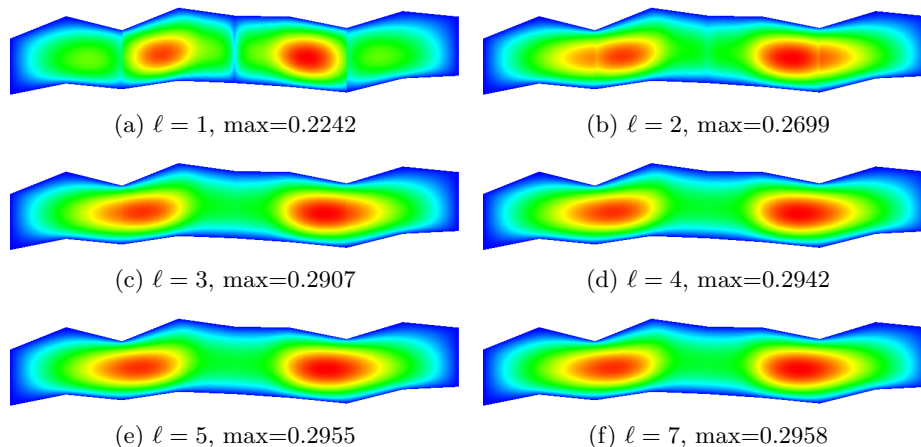 (a) ℓ = 1, max=0.2242
(b) ℓ = 2, max=0.2699
(c) ℓ = 3, max=0.2907
(d) ℓ = 4, max=0.2942
(e) ℓ = 5, max=0.2955
(f) ℓ = 7, max=0.2958